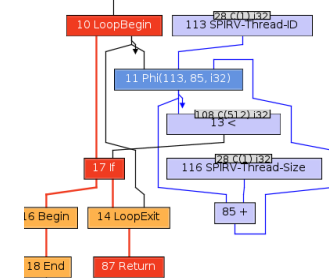 28 C(1) i32
10 LoopBegin
113 SPIRV-Thread-ID
11 Phi(113, 85, i32)
108 C(512) i32
13 <
28 C(1) i32
17 If
116 SPIRV-Thread-Size
16 Begin
14 LoopExit
85 +
18 End
87 Return